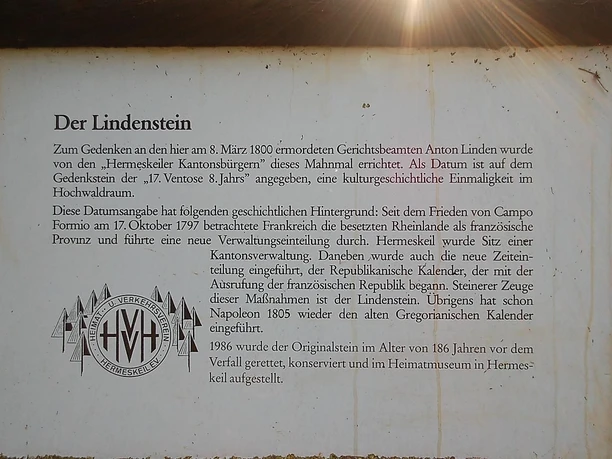 Der Lindenstein
Zum Gedenken an den hier am 8. März 1800 ermordeten Gerichtsbeamten Anton Linden wurde
von den „Hermeskeiler Kantonsbürgern" dieses Mahnmal errichtet. Als Datum ist auf dem
Gedenkstein der „17. Ventose 8. Jahrs" angegeben, eine kulturgeschichtliche Einmaligkeit im
Hochwaldraum.
Diese Datumsangabe hat folgenden geschichtlichen Hintergrund: Seit dem Frieden von Campo
Formio am 17. Oktober 1797 betrachtete Frankreich die besetzten Rheinlande als französische
Provinz und führte eine neue Verwaltungseinteilung durch. Hermeskeil wurde Sitz einer
Kantonsverwaltung. Daneben wurde auch die neue Zeitein-
teilung eingeführt, der Republikanische Kalender, der mit der
Ausrufung der französischen Republik begann. Steinerer Zeuge
dieser Maßnahmen ist der Lindenstein. Übrigens hat schon
Napoleon 1805 wieder den alten Gregorianischen Kalender
eingeführt.
1986 wurde der Originalstein im Alter von 186 Jahren vor dem
Verfall gerettet, konserviert und im Heimatmuseum in Hermes-
keil aufgestellt.
HEIMAT- U. VERKEHRSVEREIN
HVVH
HERMESKEIL E.V.